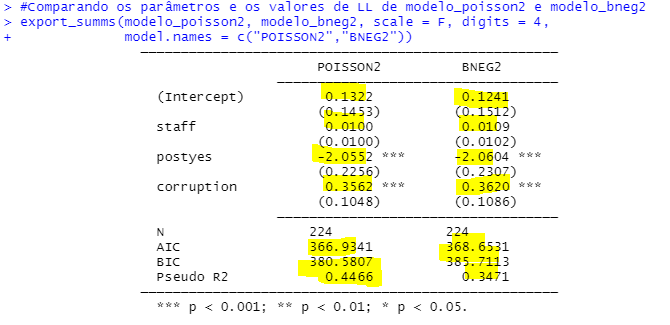 > #Comparando os parâmetros e os valores de LL de modelo_poisson2 e modelo_bneg2
> export_summs(modelo_poisson2, modelo_bneg2, scale = F, digits = 4,
+ model.names = c("POISSON2","BNEG2"))
POISSON2 BNEG2
(Intercept) 0.1322 0.1241
(0.1453) (0.1512)
staff 0.0100 0.0109
(0.0100) (0.0102)
postyes -2.0552 *** -2.0604 ***
(0.2256) (0.2307)
corruption 0.3562 *** 0.3620 ***
(0.1048) (0.1086)
N 224 224
AIC 366.9341 368.6531
BIC 380.5807 385.7113
Pseudo R2 0.4466 0.3471
*** p < 0.001; ** p < 0.01; * p < 0.05.